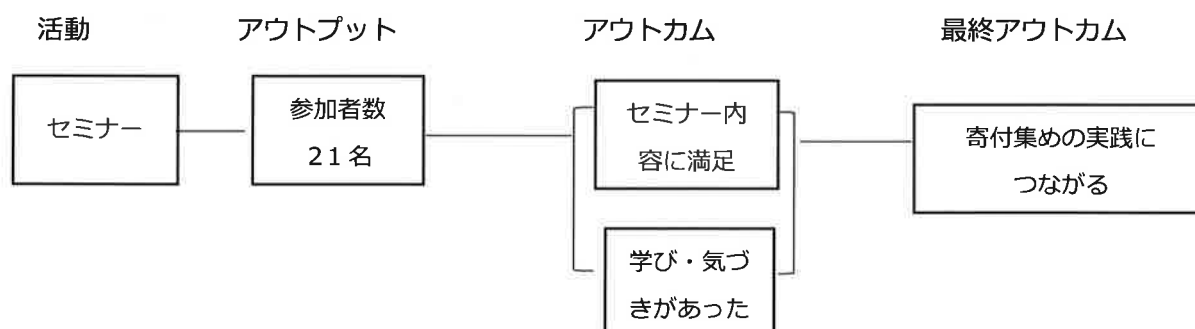 活動
アウトプット
アウトカム
最終アウトカム
セミナー
参加者数
21名
セミナー内
容に満足
学び・気づ
きがあった
寄付集めの実践に
つながる